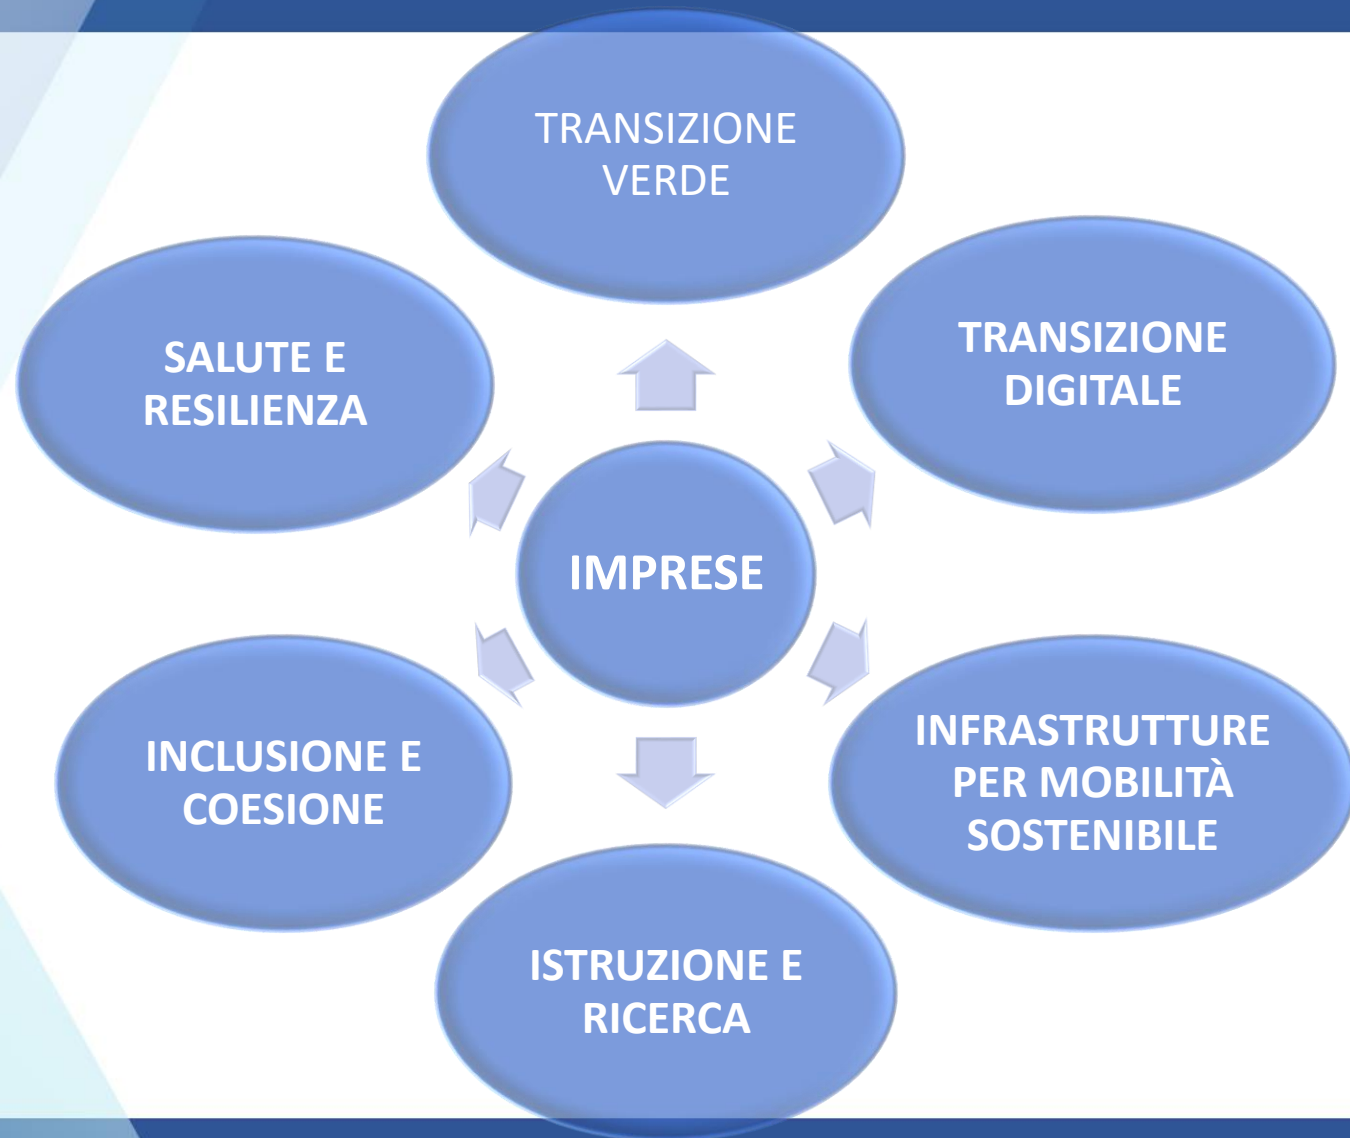 TRANSIZIONE
VERDE
TRANSIZIONE
DIGITALE
SALUTE E
RESILIENZA
IMPRESE
INFRASTRUTTURE
PER MOBILITÀ
SOSTENIBILE
INCLUSIONE E
COESIONE
ISTRUZIONE E
RICERCA